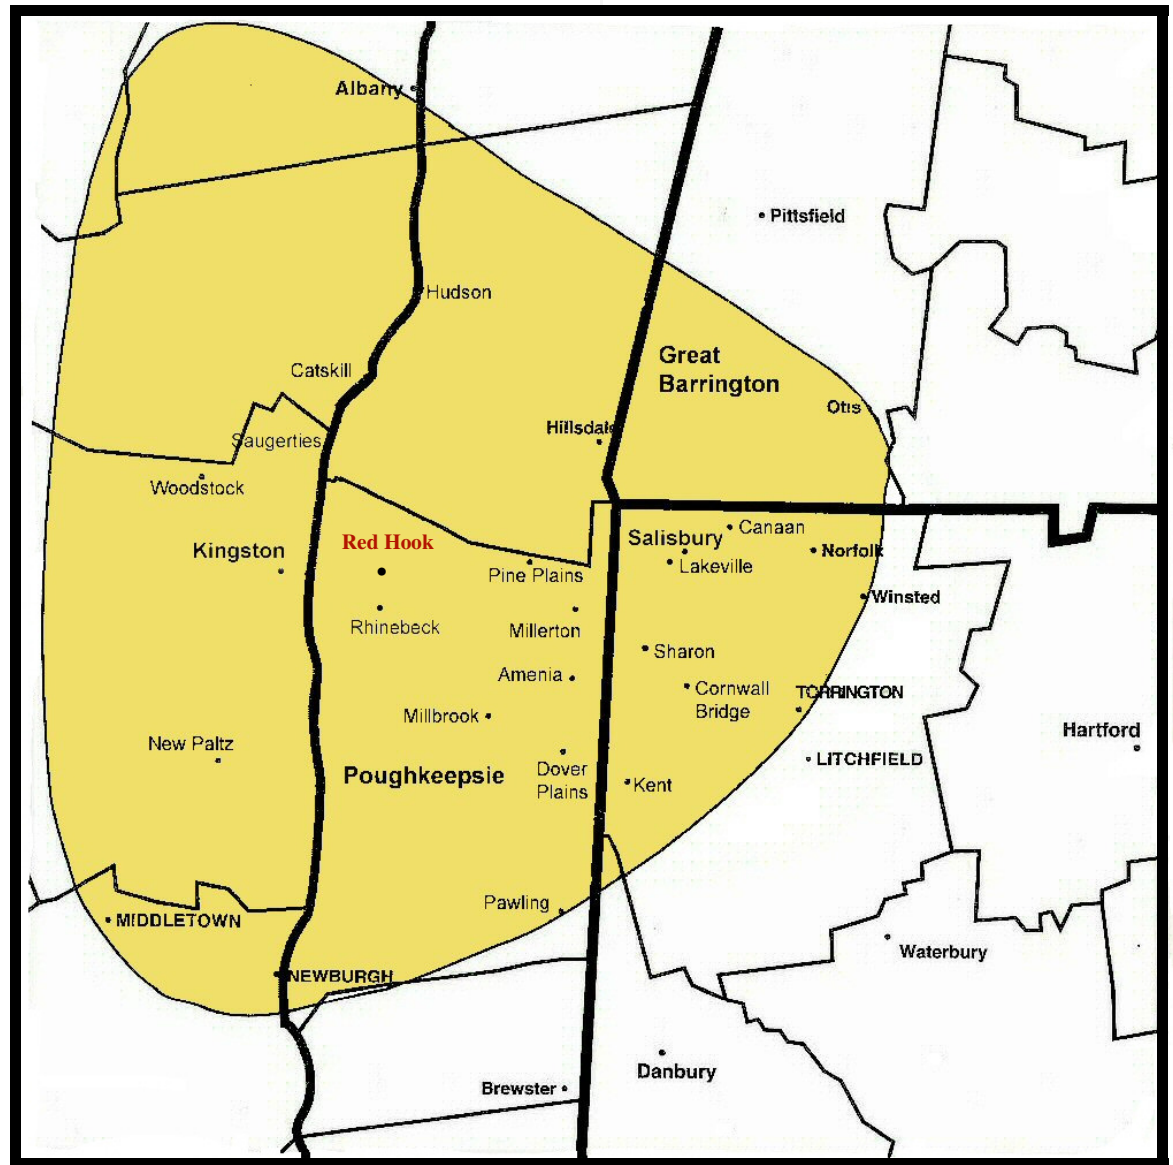 Albany
Pittsfield
Hudson
Great
Barrington
Catskill
Otis
Hillsdale
Saugerties
Woodstock
Canaan
Salisbury
Red Hook
Kingston
Norfolk
Lakeville
Pine Plains
Winsted
Rhinebeck
Millerton
Sharon
Amenia
Cornwall
Bridge
TORRINGTON
Millbrook
Hartford
New Paltz
LITCHFIELD
Poughkeepsie
Dover
Plains
Kent
Pawling
MIDDLETOWN
Waterbury
NEWBURGH
Danbury
Brewster